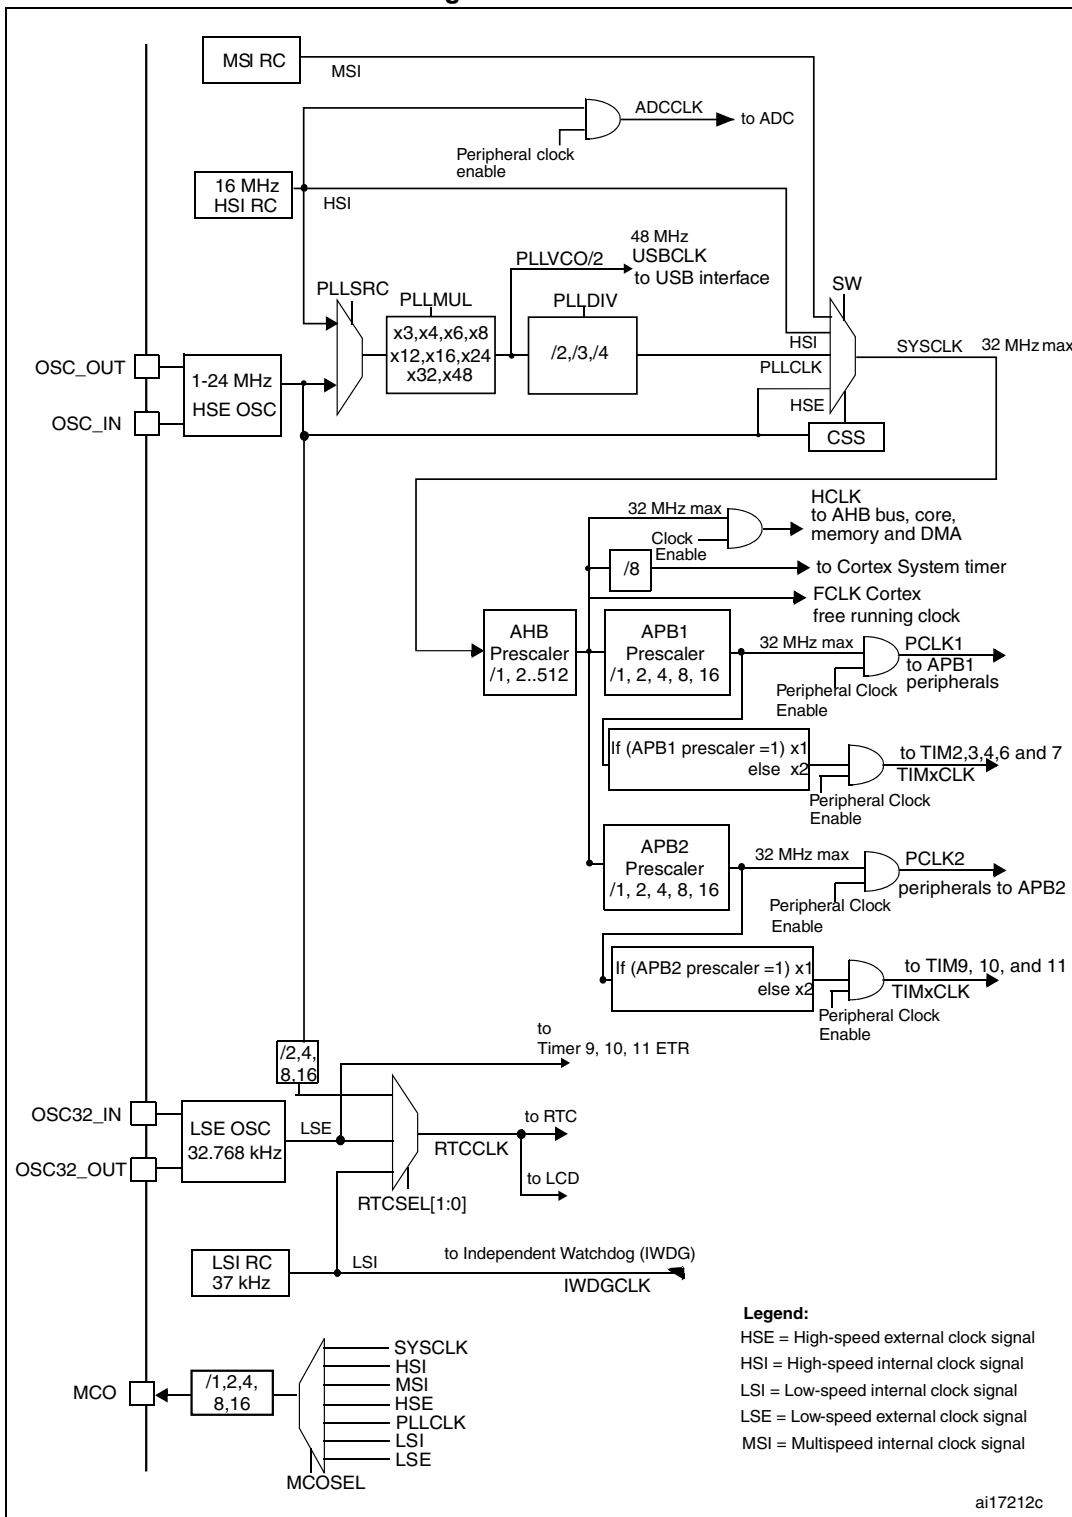 MSI RC
MSI
ADCCLK
to ADC
Peripheral clock
enable
16 MHz
HSI RC
HSI
48 MHz
USBCLK
to USB interface
PLLVCO/2
PLLSRC
PLLMUL
PLLDIV
SW
x3,x4,x6,x8
x12,x16,x24
x32,x48
/2,/3,/4
HSI
PLLCLK
HSE
SYSCLK
32 MHz max
OSC_OUT
OSC_IN
1-24 MHz
HSE OSC
CSS
32 MHz max
HCLK
to AHB bus, core,
memory and DMA
Clock
Enable
/8
to Cortex System timer
FCLK Cortex
free running clock
AHB
Prescaler
/1, 2..512
APB1
Prescaler
/1, 2, 4, 8, 16
32 MHz max
PCLK1
to APB1
peripherals
Peripheral Clock
Enable
If (APB1 prescaler =1) x1
else x2
to TIM2,3,4,6 and 7
TIMxCLK
Peripheral Clock
Enable
APB2
Prescaler
/1, 2, 4, 8, 16
32 MHz max
PCLK2
peripherals to APB2
Peripheral Clock
Enable
If (APB2 prescaler =1) x1
else x2
to TIM9, 10, and 11
TIMxCLK
Peripheral Clock
Enable
to
Timer 9, 10, 11 ETR
/2,4,
8,16
OSC32_IN
OSC32_OUT
LSE OSC
32.768 kHz
LSE
to RTC
RTCCLK
to LCD
RTCSEL[1:0]
LSI RC
37 kHz
LSI
to Independent Watchdog (IWDG)
IWDGCLK
MCO
/1,2,4,
8,16
SYSCLK
HSI
MSI
HSE
PLLCLK
LSI
LSE
MCOSEL
Legend:
HSE = High-speed external clock signal
HSI = High-speed internal clock signal
LSI = Low-speed internal clock signal
LSE = Low-speed external clock signal
MSI = Multispeed internal clock signal
ai17212c